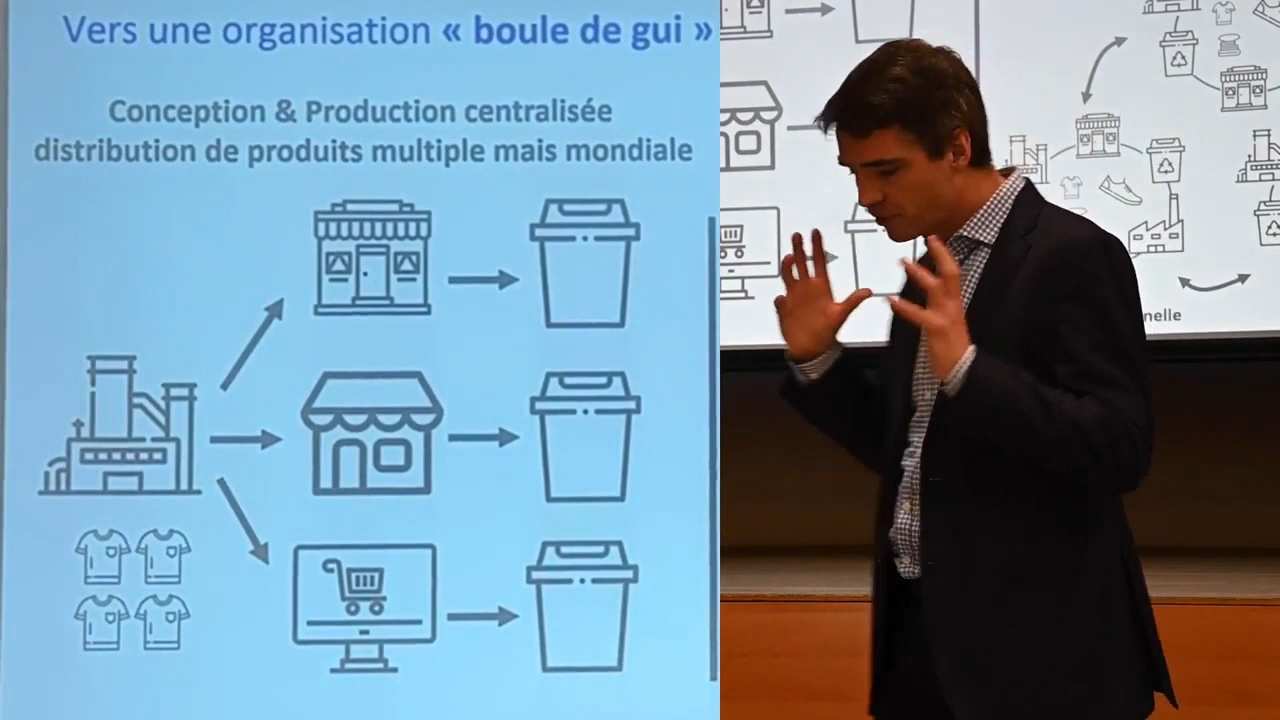 Vers une organisation « boule de gui »
Conception & Production centralisée
distribution de produits multiple mais mondiale
nelle